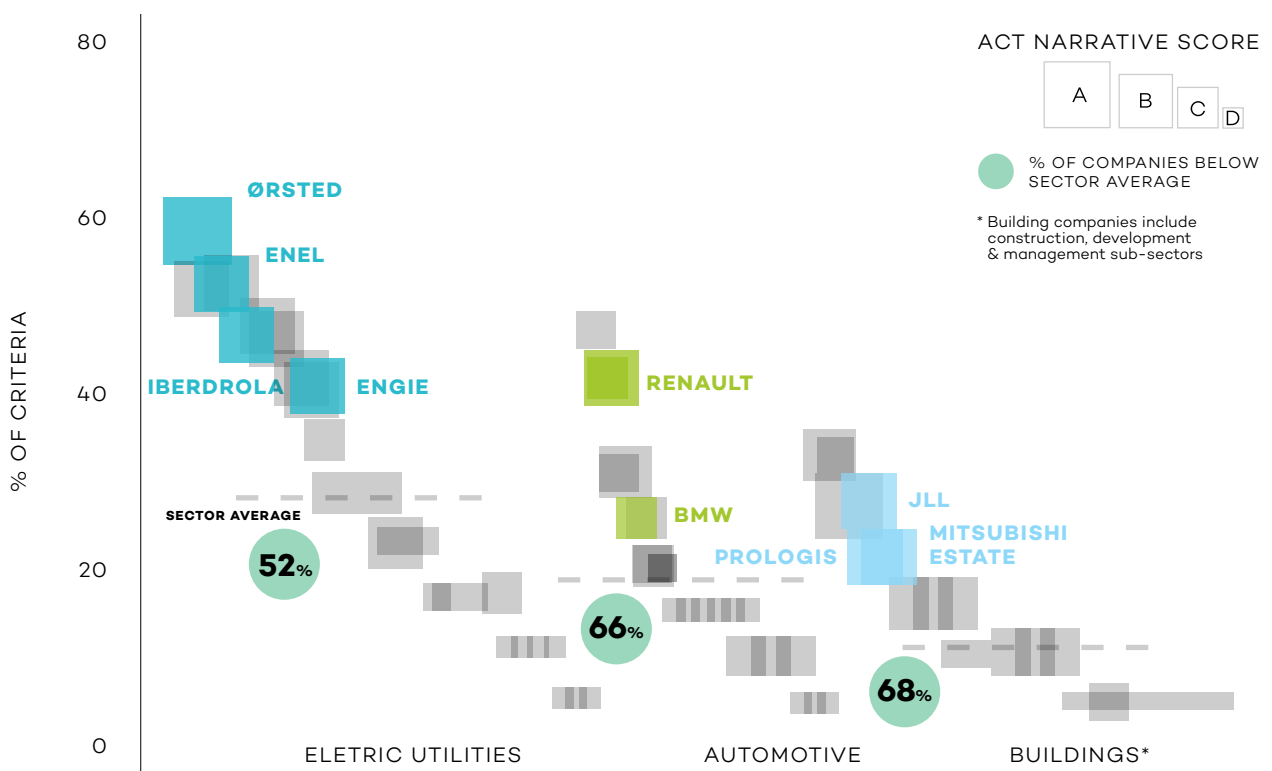 80
ACT NARRATIVE SCORE
A
B
C
D
% OF COMPANIES BELOW
SECTOR AVERAGE
* Building companies include
construction, development
& management sub-sectors
ØRSTED
60
ENEL
% OF CRITERIA
IBERDROLA
ENGIE
RENAULT
40
SECTOR AVERAGE
BMW
JLL
MITSUBISHI
ESTATE
PROLOGIS
52%
20
66%
68%
0
ELETRIC UTILITIES
AUTOMOTIVE
BUILDINGS*